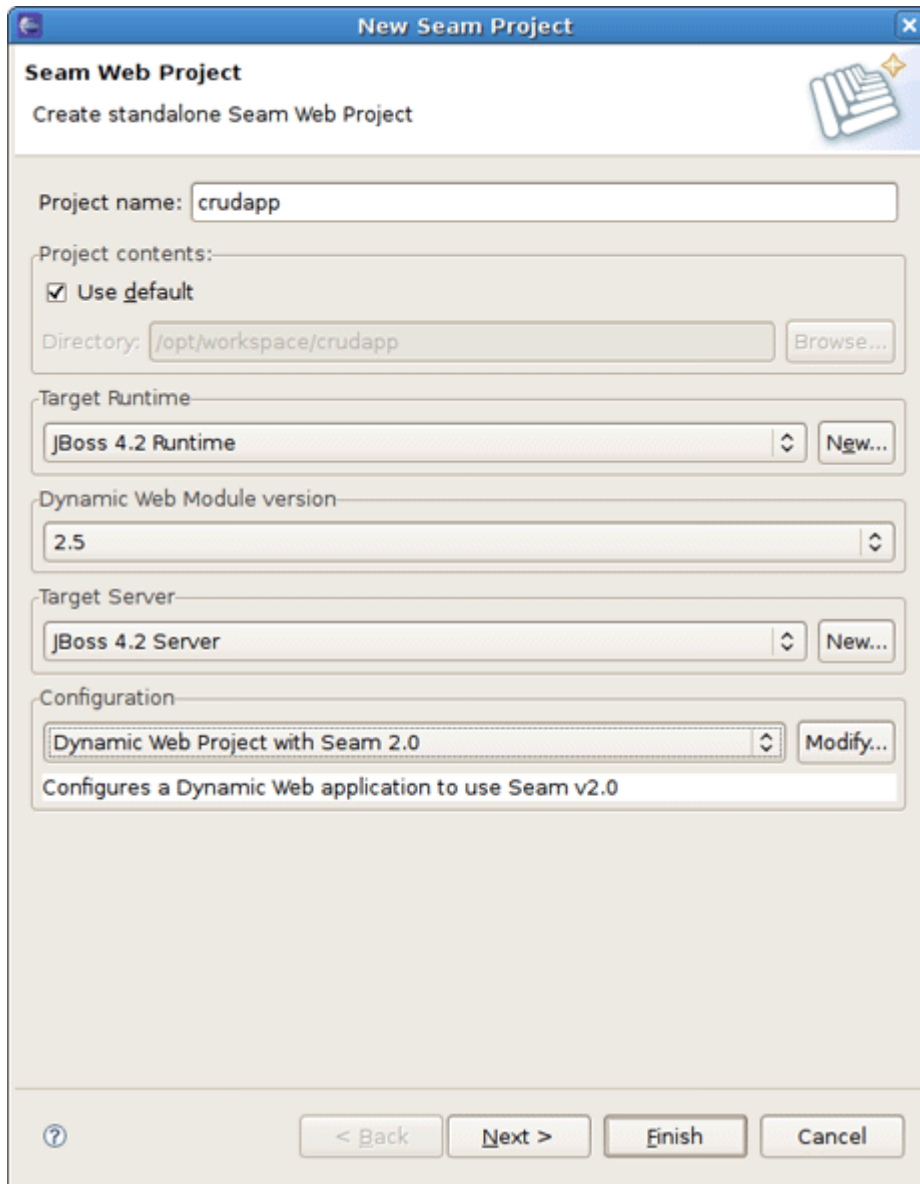 New Seam Project
Seam Web Project
Create standalone Seam Web Project
Project name: crudapp
Project contents:
Use default
Directory: /opt/workspace/crudapp Browse...
Target Runtime
JBoss 4.2 Runtime New...
Dynamic Web Module version
2.5
Target Server
JBoss 4.2 Server New...
Configuration
Dynamic Web Project with Seam 2.0 Modify...
Configures a Dynamic Web application to use Seam v2.0
? < Back Next > Finish Cancel